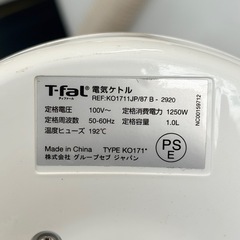 T-fal 電気ケトル
ティファール REF:KO1711JP/87 B - 2920
定格電圧 : 100V~ 定格消費電力 : 1250W
定格周波数 : 50-60Hz 定格容量 : 1.0L
温度ヒューズ : 192℃
Made in China TYPE KO171*
株式会社 グループセブ ジャパン
PS
E
NC00159712